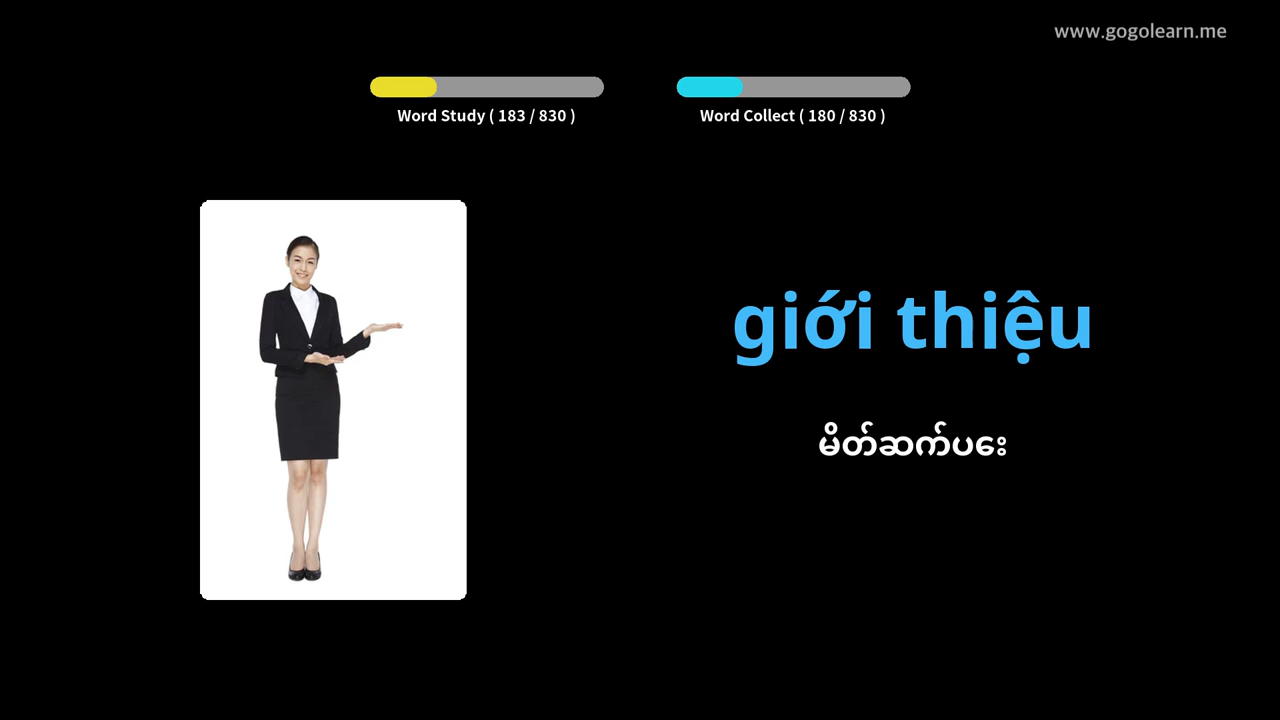 www.gogolearn.me
Word Study ( 183 / 830 )
Word Collect ( 180 / 830 )
giới thiệu
မိတ်ဆက်ပေး